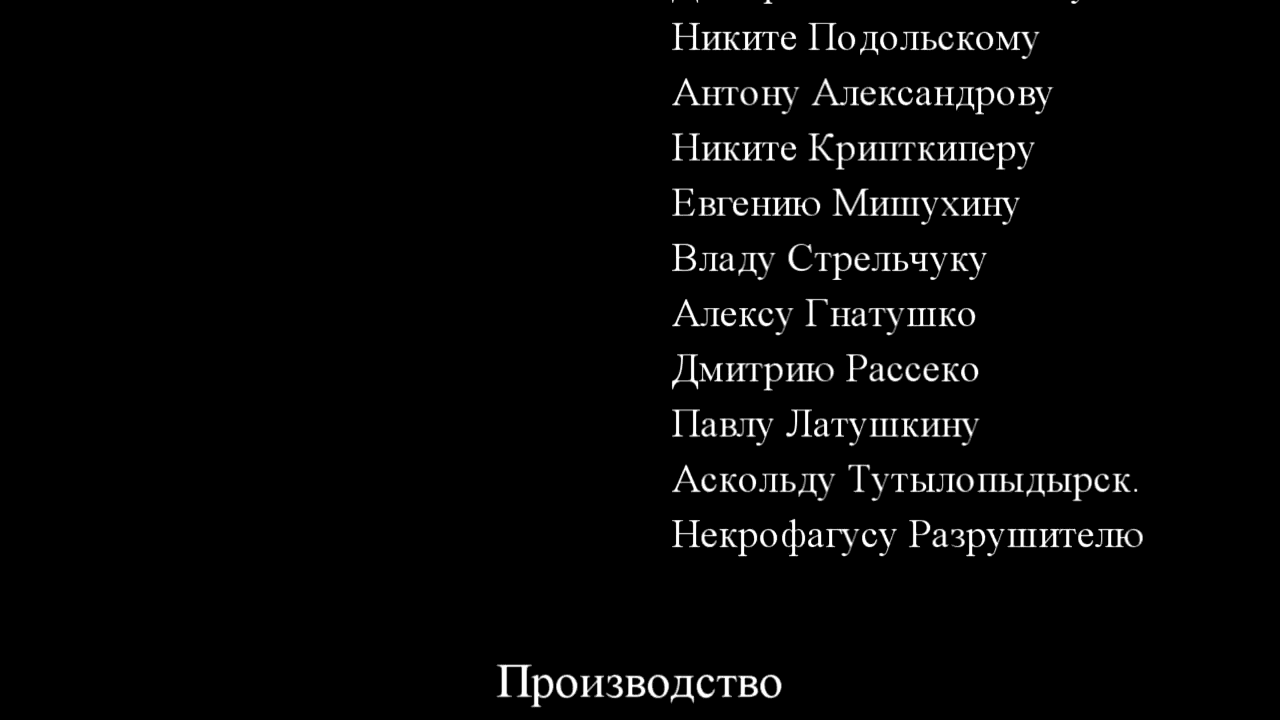 Никите Подольскому
Антону Александрову
Никите Крипткиперу
Евгению Мишухину
Владу Стрельчуку
Алексу Гнатушко
Дмитрию Рассеко
Павлу Латушкину
Аскольду Тутылопыдырск.
Некрофагусу Разрушителю
Производство